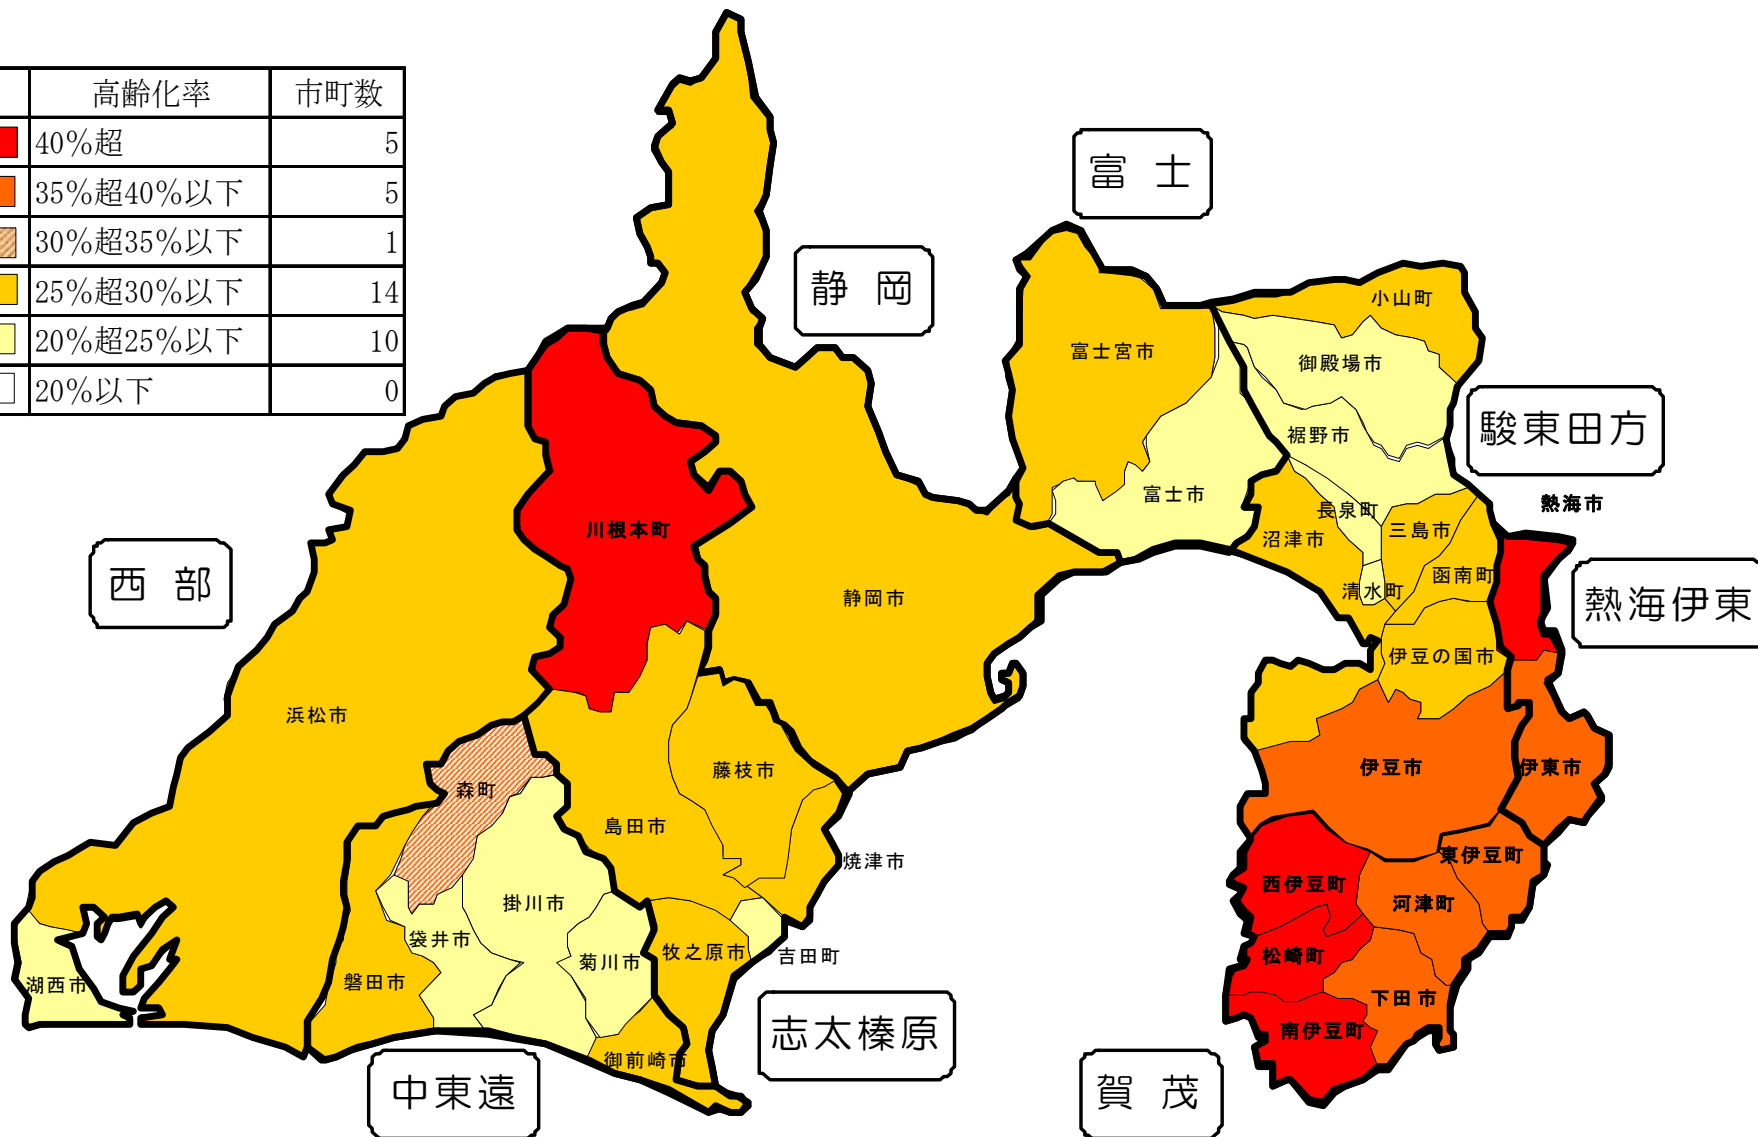 高齢化率 市町数
40%超 5
35%超40%以下 5
30%超35%以下 1
25%超30%以下 14
20%超25%以下 10
20%以下 0
富 士
静 岡
小山町
富士宮市
御殿場市
駿東田方
裾野市
富士市
長泉町
熱海市
三島市
沼津市
川根本町
函南町
西 部
清水町
静岡市
熱海伊東
伊豆の国市
浜松市
藤枝市
伊豆市
伊東市
森町
島田市
焼津市
東伊豆町
西伊豆町
掛川市
河津町
袋井市
牧之原市
吉田町
菊川市
松崎町
磐田市
湖西市
下田市
志太榛原
南伊豆町
御前崎市
中東遠
賀 茂